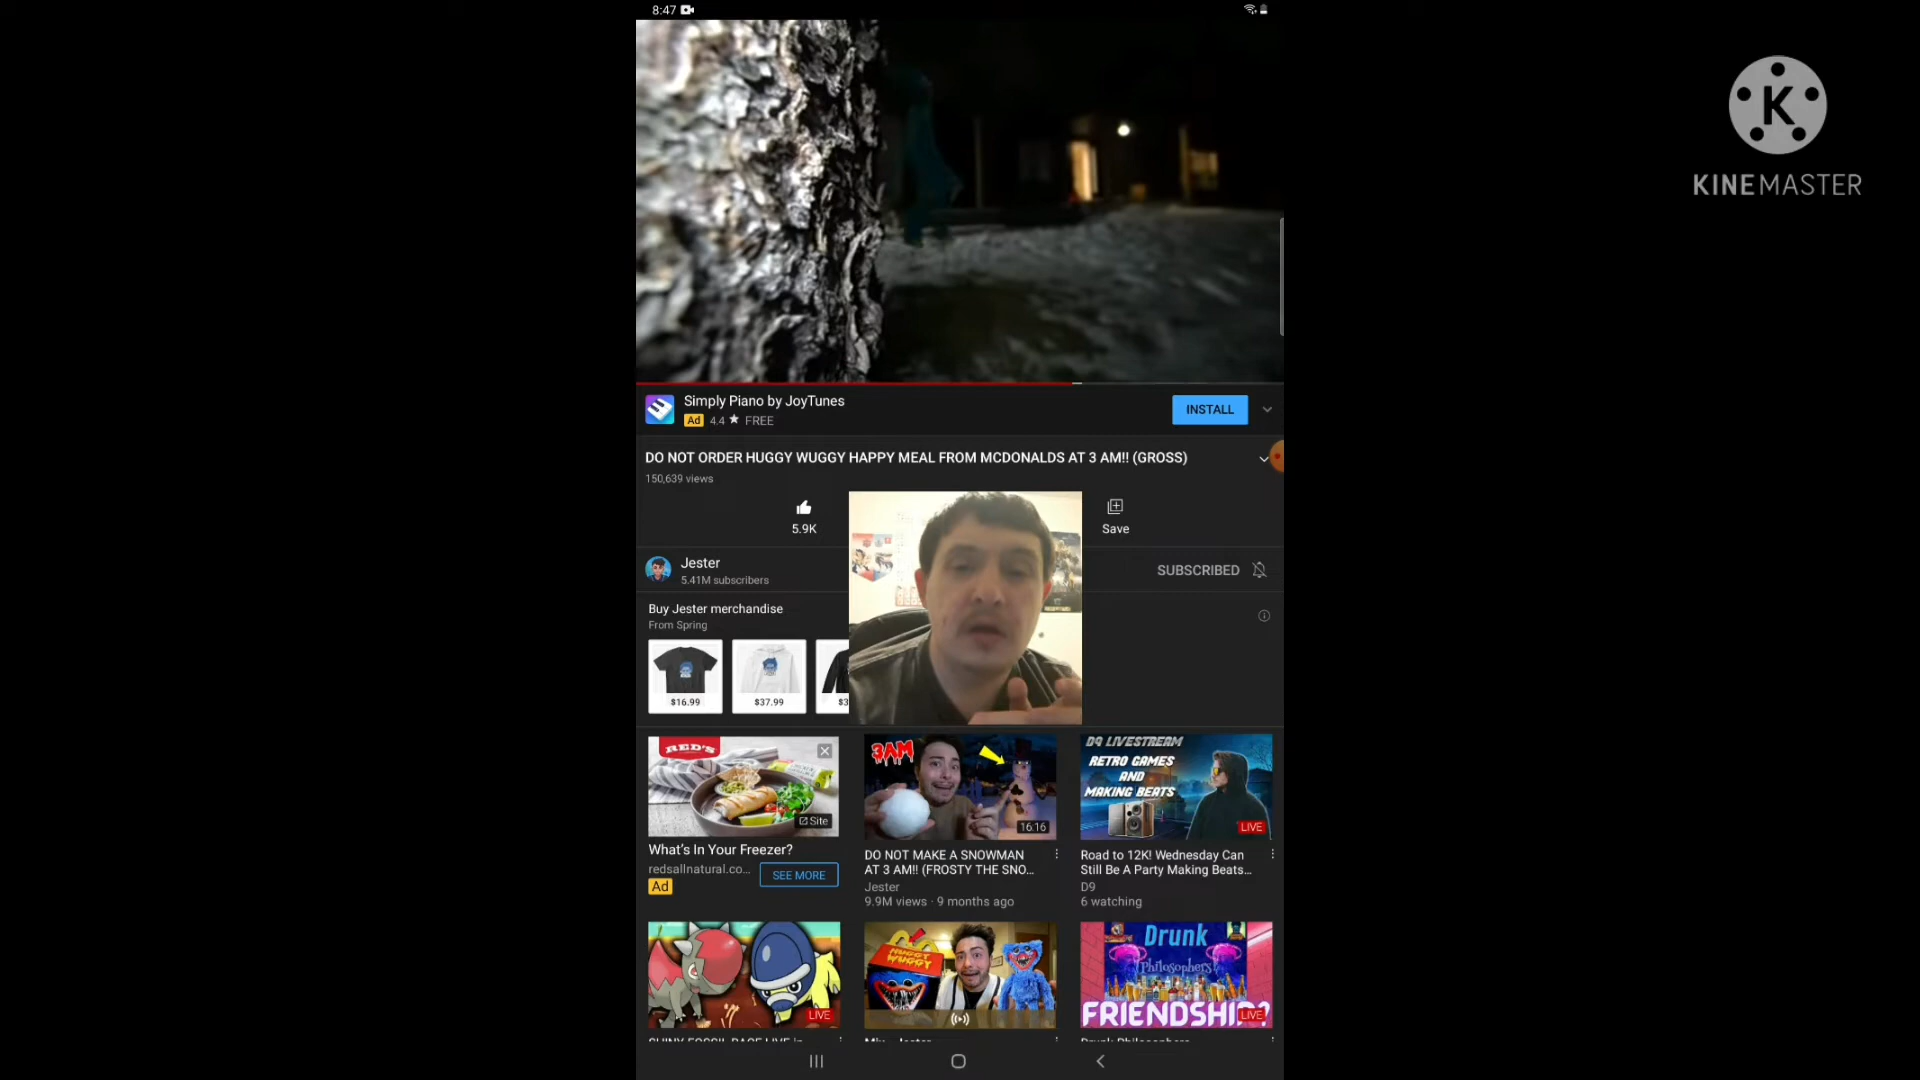 8:47
KINEMASTER
Simply Piano by JoyTunes
Ad 4.4 ★ FREE
INSTALL
DO NOT ORDER HUGGY WUGGY HAPPY MEAL FROM MCDONALDS AT 3 AM!! (GROSS)
150,639 views
5.9K
Save
Jester
5.41M subscribers
SUBSCRIBED
Buy Jester merchandise
From Spring
$16.99
$37.99
$3
RED'S
Site
What's In Your Freezer?
redsallnatural.co...
Ad
SEE MORE
3AM
16:16
DO NOT MAKE A SNOWMAN
AT 3 AM!! (FROSTY THE SNO...
Jester
9.9M views · 9 months ago
D9 LIVESTREAM
RETRO GAMES
AND
MAKING BEATS
LIVE
Road to 12K! Wednesday Can
Still Be A Party Making Beats...
D9
6 watching
LIVE
HUGGY
WUGGY
Drunk
Philosophers
FRIENDSHIP?
LIVE